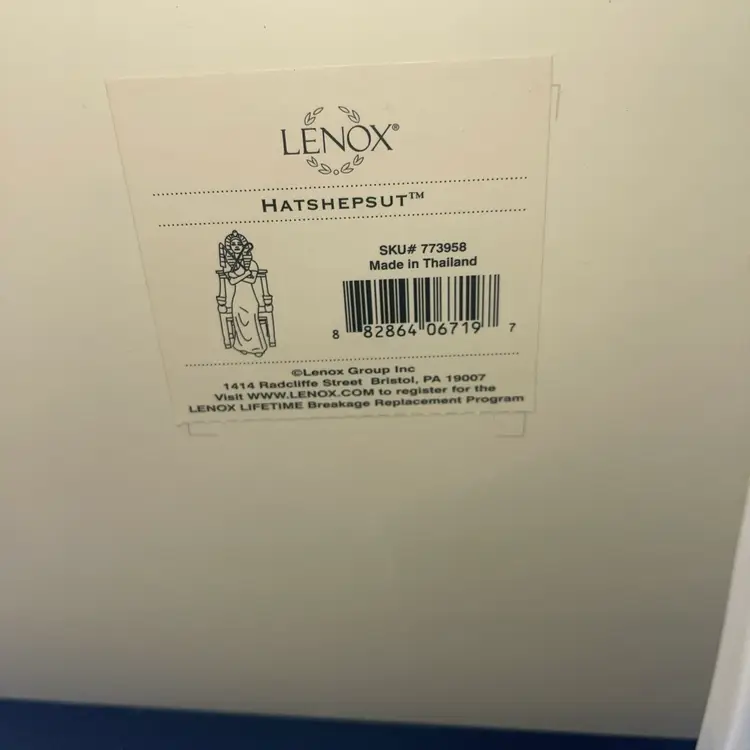 LENOX®
HATSHEPSUT™
SKU# 773958
Made in Thailand
8 82864 06719 7
©Lenox Group Inc
1414 Radcliffe Street Bristol, PA 19007
Visit WWW.LENOX.COM to register for the
LENOX LIFETIME Breakage Replacement Program